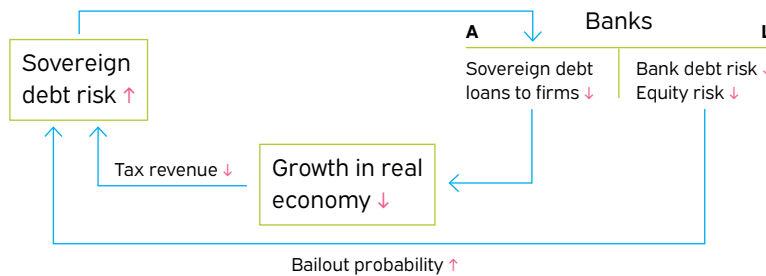 Banks
A L
Sovereign
debt risk ↑
Sovereign debt
loans to firms ↓
Bank debt risk ↓
Equity risk ↓
Tax revenue ↓
Growth in real
economy ↓
Bailout probability ↑